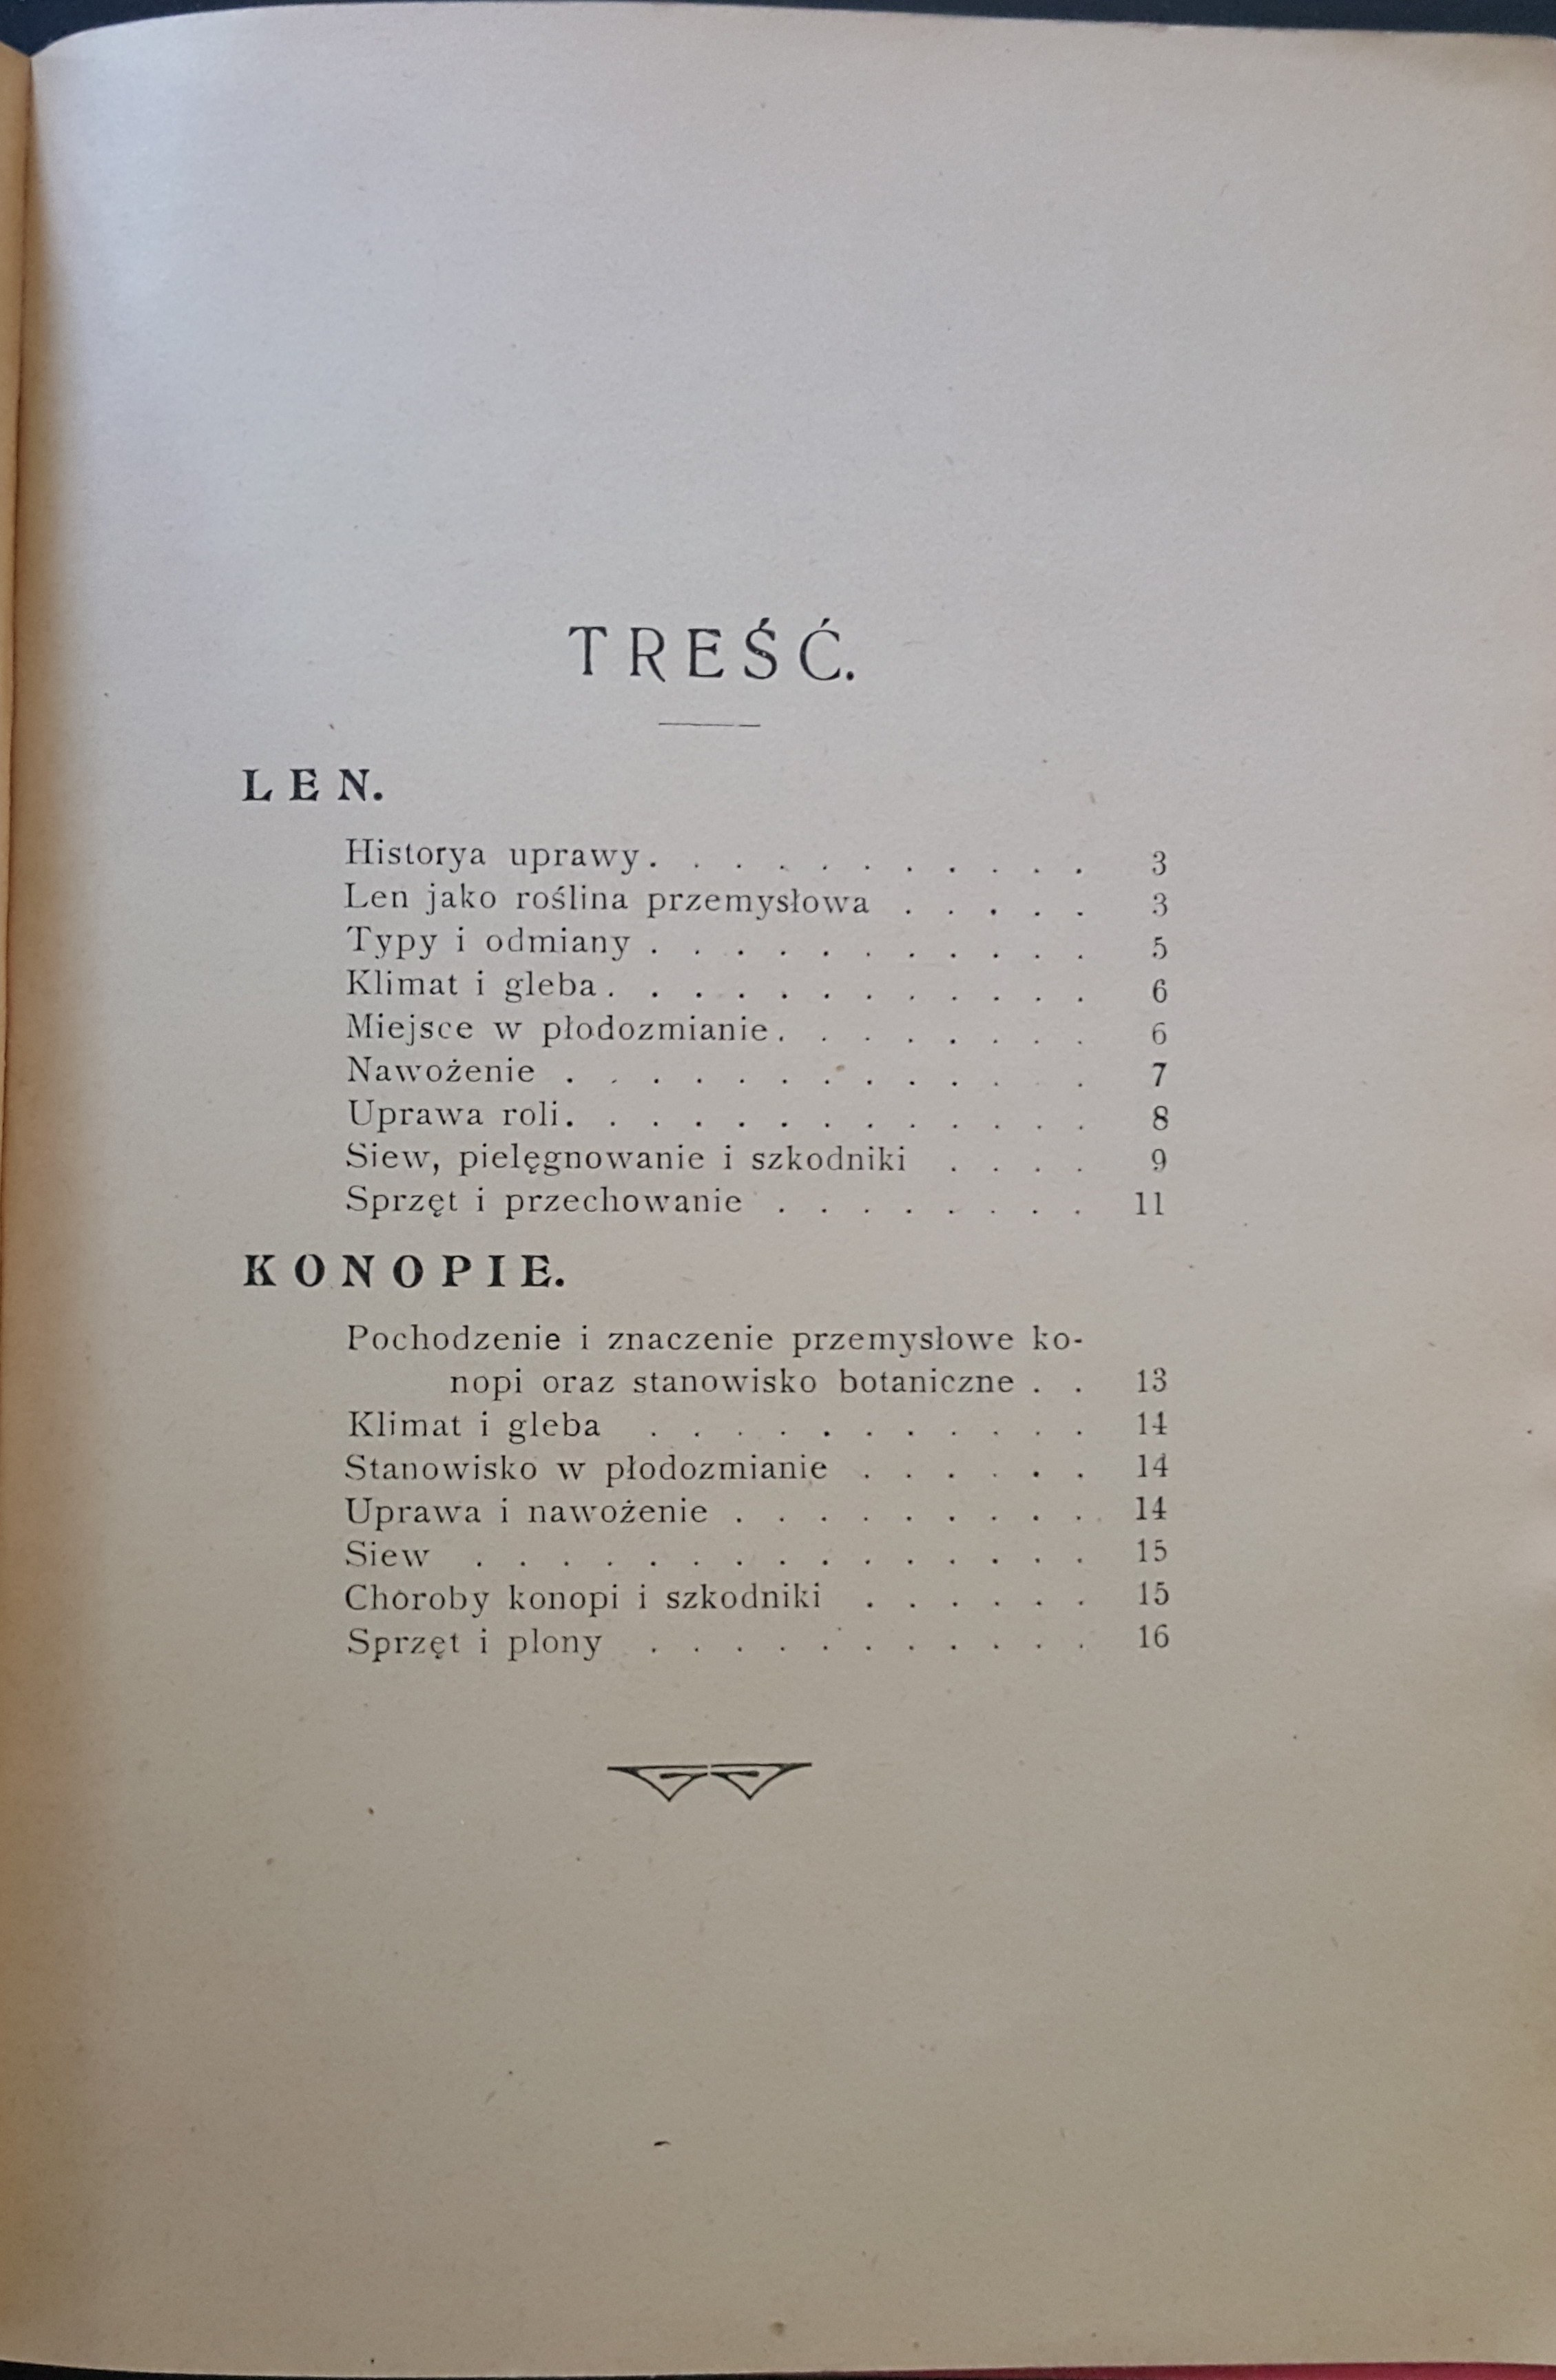 TREŚĆ.
LEN.
Historya uprawy. . . . . . . . . . . 3
Len jako roślina przemysłowa . . . . . 3
Typy i odmiany . . . . . . . . . . . 5
Klimat i gleba. . . . . . . . . . . . 6
Miejsce w płodozmianie. . . . . . . . 6
Nawożenie . . . . . . . . . . . . 7
Uprawa roli. . . . . . . . . . . . . 8
Siew, pielęgnowanie i szkodniki . . . . 9
Sprzęt i przechowanie . . . . . . . . 11
KONOPIE.
Pochodzenie i znaczenie przemysłowe ko-
nopi oraz stanowisko botaniczne . . 13
Klimat i gleba . . . . . . . . . . . 14
Stanowisko w płodozmianie . . . . . . 14
Uprawa i nawożenie . . . . . . . . . 14
Siew . . . . . . . . . . . . . . . 15
Choroby konopi i szkodniki . . . . . . 15
Sprzęt i plony . . . . . . . . . . . 16